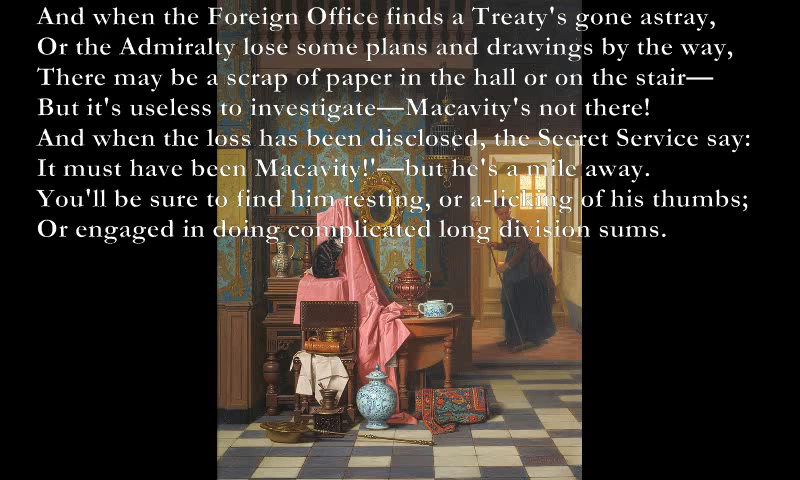 And when the Foreign Office finds a Treaty's gone astray,
Or the Admiralty lose some plans and drawings by the way,
There may be a scrap of paper in the hall or on the stair—
But it's useless to investigate—Macavity's not there!
And when the loss has been disclosed, the Secret Service say:
It must have been Macavity!'—but he's a mile away.
You'll be sure to find him resting, or a-licking of his thumbs;
Or engaged in doing complicated long division sums.